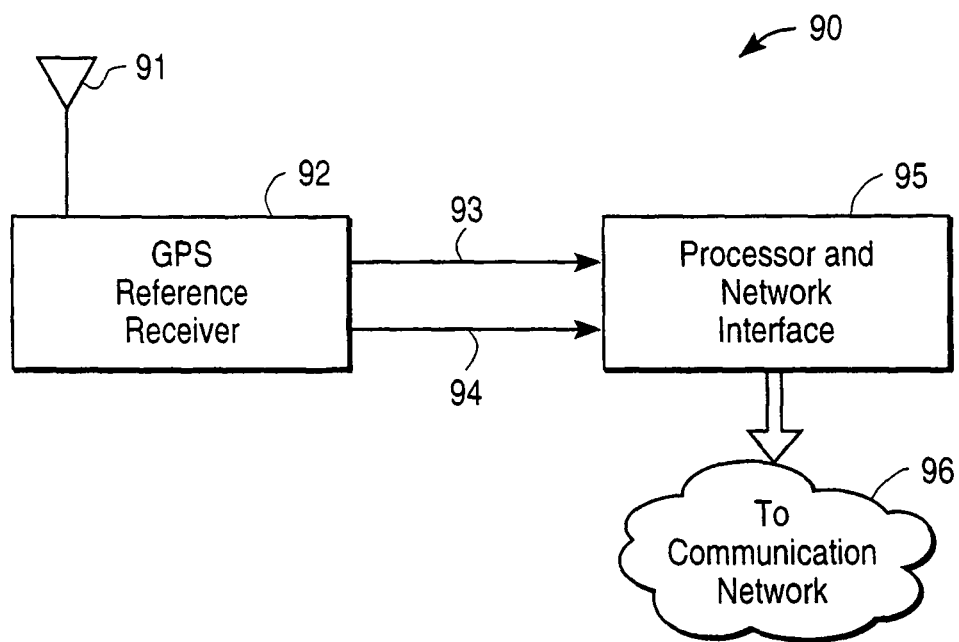 90
91
92
GPS
Reference
Receiver
93
94
95
Processor and
Network
Interface
96
To
Communication
Network